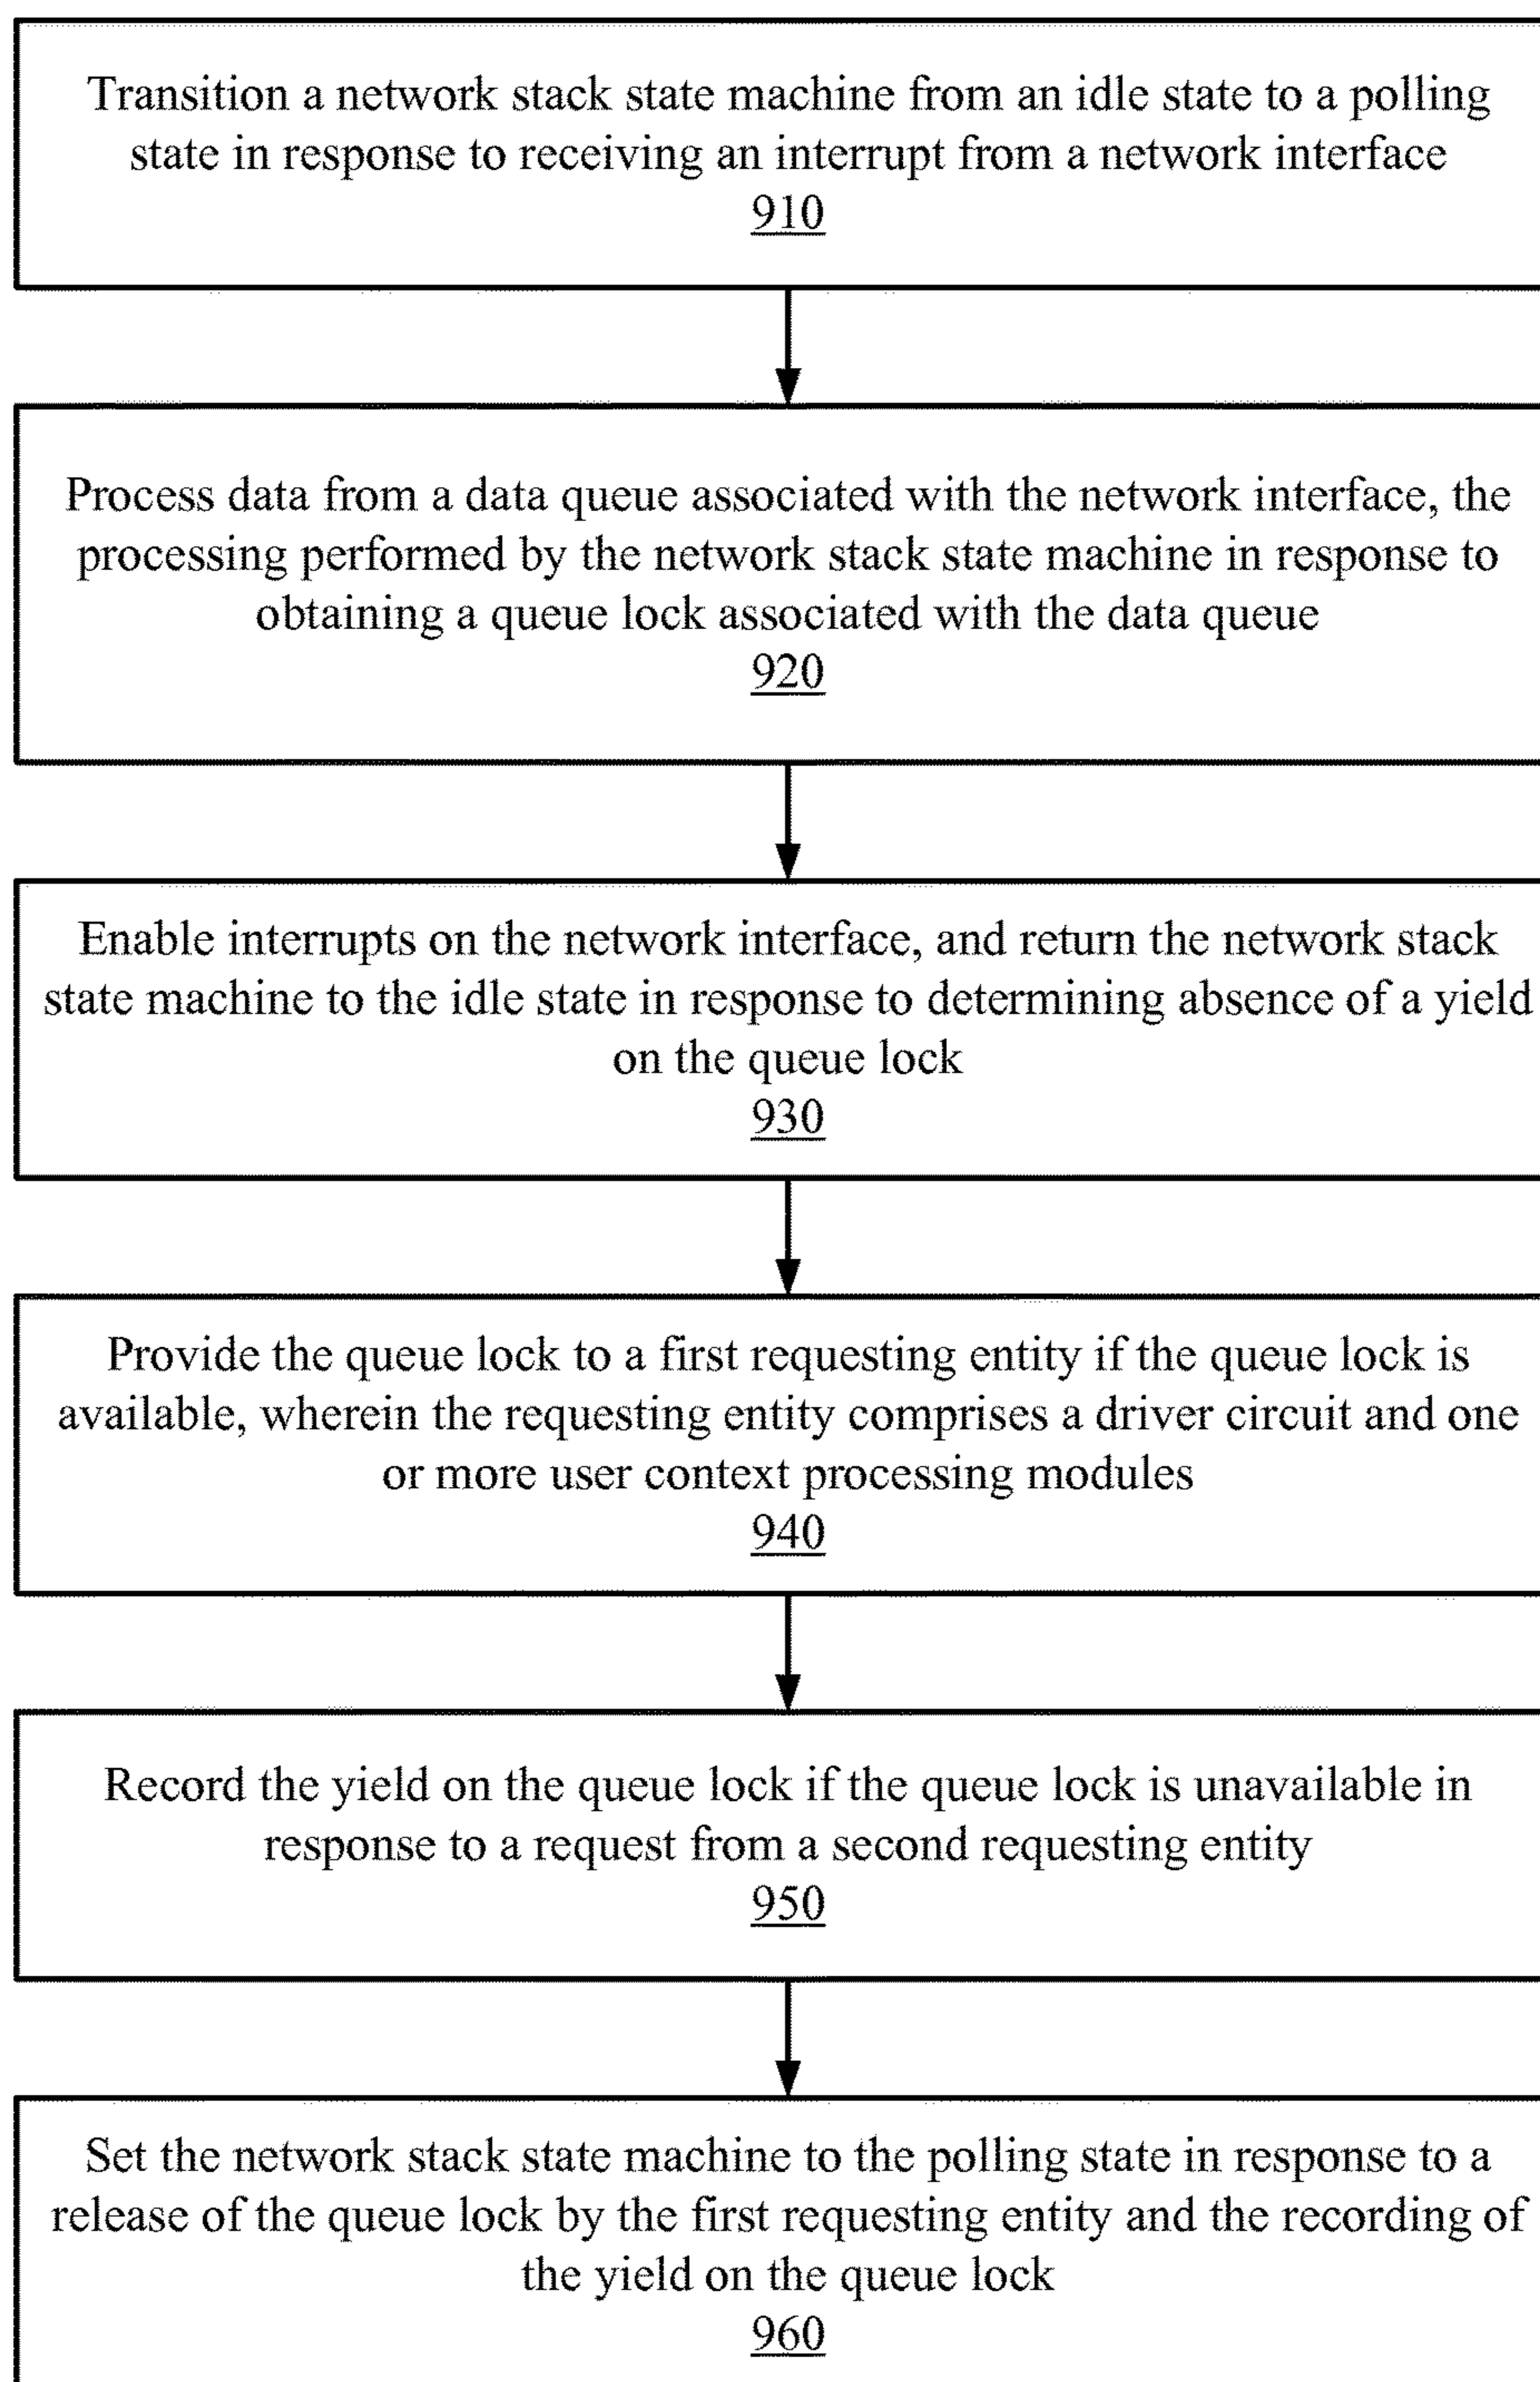 Transition a network stack state machine from an idle state to a polling
state in response to receiving an interrupt from a network interface
910
Process data from a data queue associated with the network interface, the
processing performed by the network stack state machine in response to
obtaining a queue lock associated with the data queue
920
Enable interrupts on the network interface, and return the network stack
state machine to the idle state in response to determining absence of a yield
on the queue lock
930
Provide the queue lock to a first requesting entity if the queue lock is
available, wherein the requesting entity comprises a driver circuit and one
or more user context processing modules
940
Record the yield on the queue lock if the queue lock is unavailable in
response to a request from a second requesting entity
950
Set the network stack state machine to the polling state in response to a
release of the queue lock by the first requesting entity and the recording of
the yield on the queue lock
960